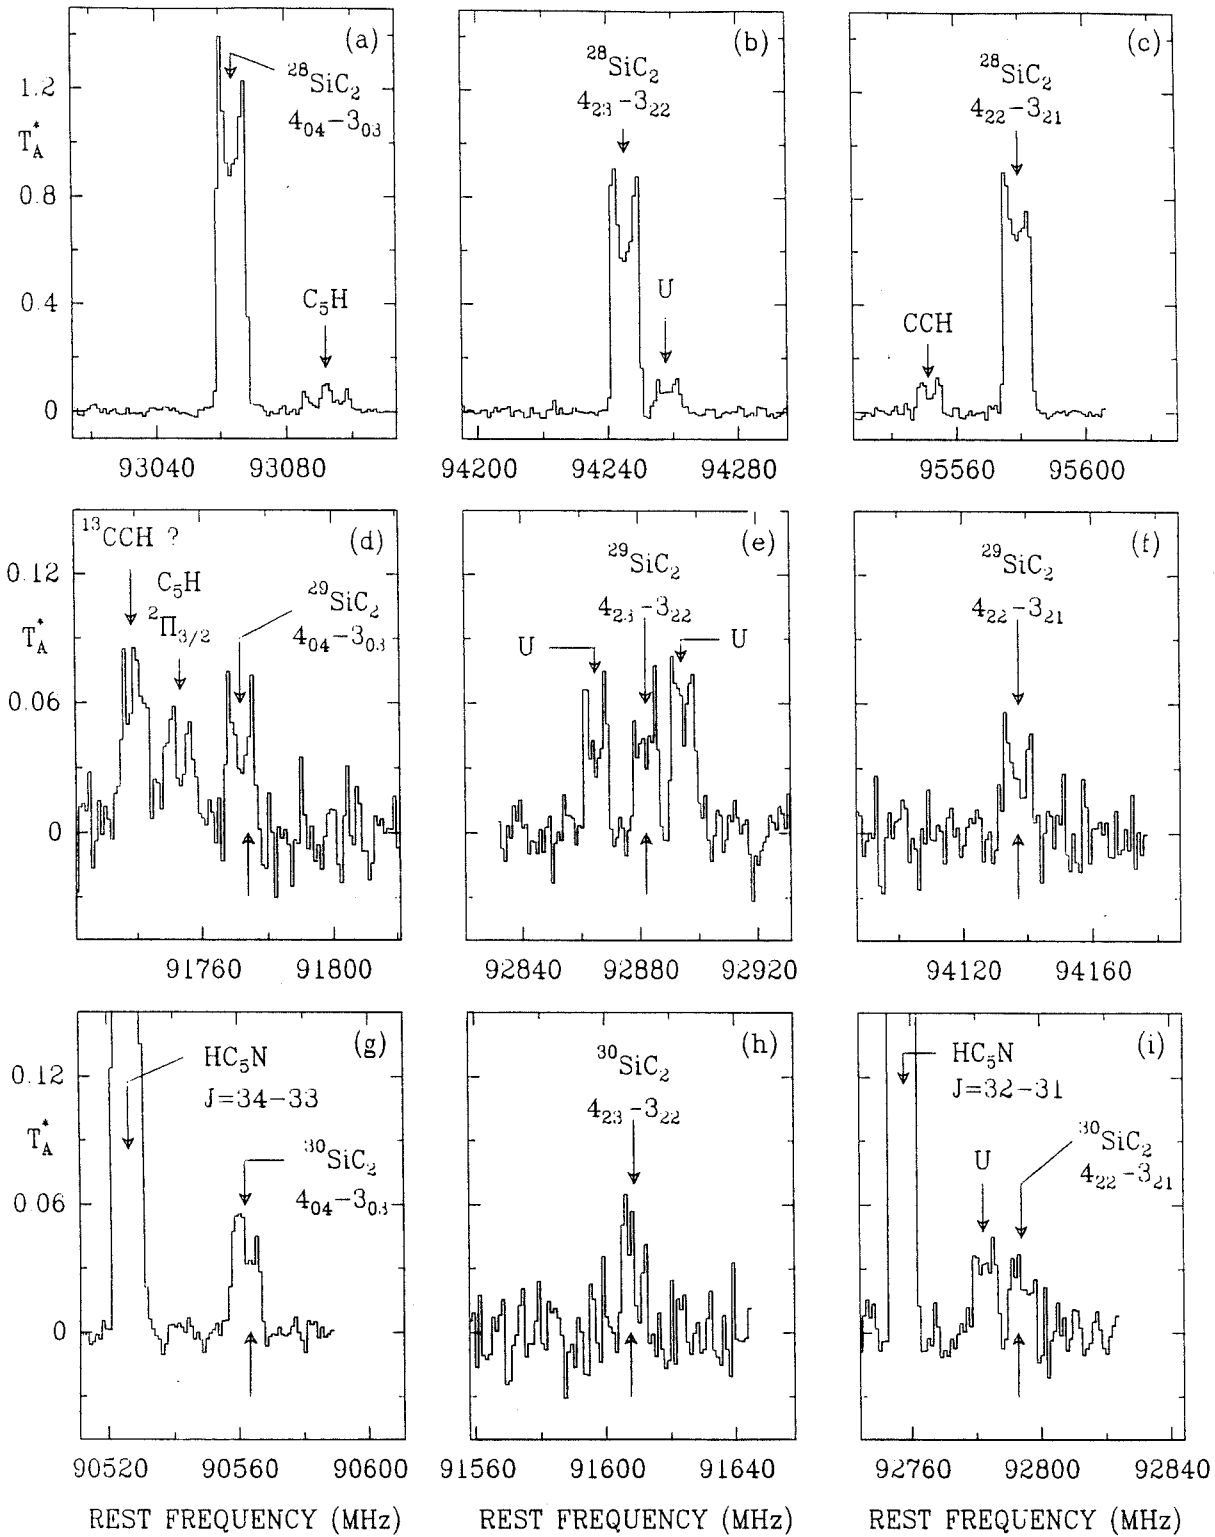 (a)
²⁸SiC₂
4₀₄−3₀₃
C₅H
1.2
T*A
0.8
0.4
0
93040 93080
(b)
²⁸SiC₂
4₂₃−3₂₂
U
94200 94240 94280
(c)
²⁸SiC₂
4₂₂−3₂₁
CCH
95560 95600
(d)
¹³CCH ?
C₅H
²Π₃/₂
²⁹SiC₂
4₀₄−3₀₃
0.12
T*A
0.06
0
91760 91800
(e)
²⁹SiC₂
4₂₃−3₂₂
U
U
92840 92880 92920
(f)
²⁹SiC₂
4₂₂−3₂₁
94120 94160
(g)
HC₅N
J=34−33
³⁰SiC₂
4₀₄−3₀₃
0.12
T*A
0.06
0
90520 90560 90600
REST FREQUENCY (MHz)
(h)
³⁰SiC₂
4₂₃−3₂₂
91560 91600 91640
REST FREQUENCY (MHz)
(i)
HC₅N
J=32−31
U
³⁰SiC₂
4₂₂−3₂₁
92760 92800 92840
REST FREQUENCY (MHz)